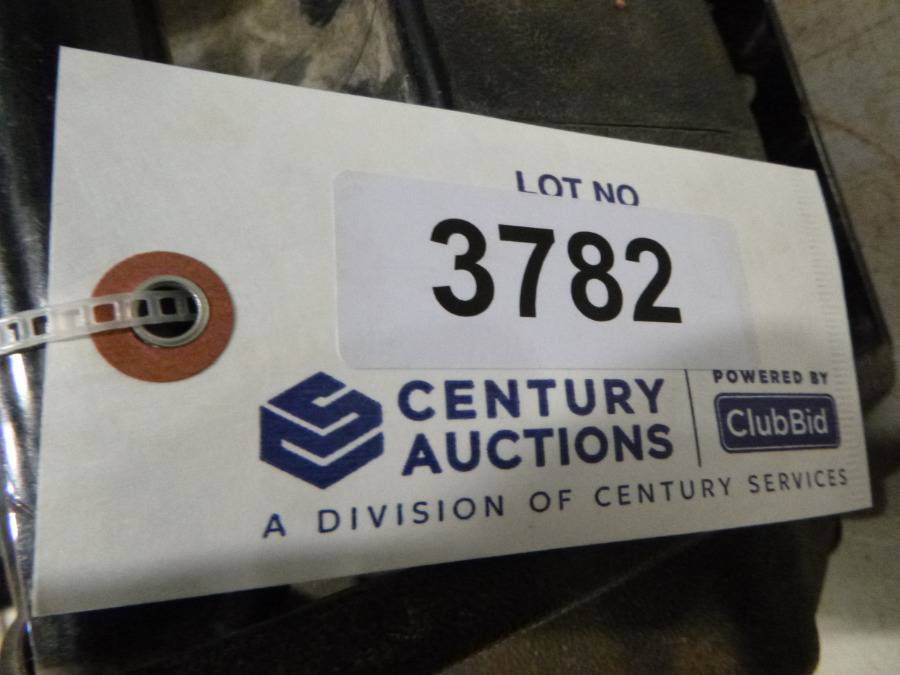 LOT NO
3782
CENTURY
AUCTIONS
POWERED BY
ClubBid
A DIVISION OF CENTURY SERVICES